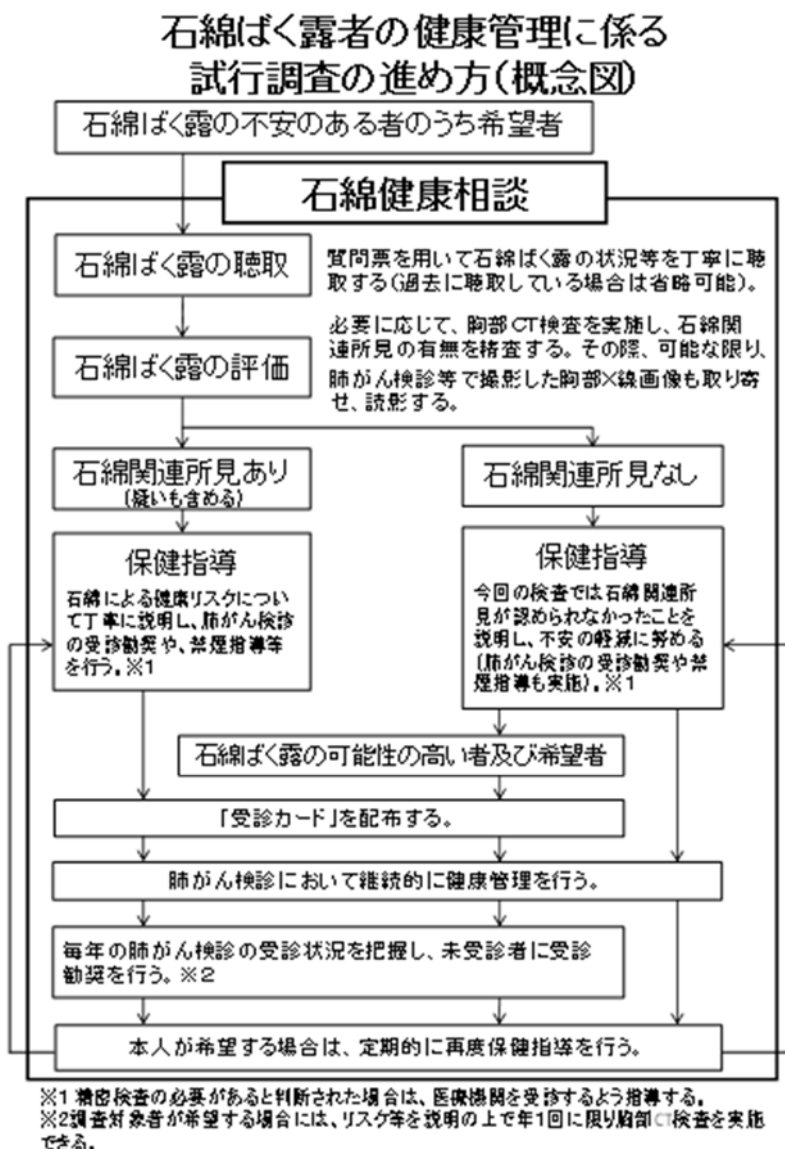 石綿ばく露者の健康管理に係る
試行調査の進め方(概念図)
石綿ばく露の不安のある者のうち希望者
石綿健康相談
石綿ばく露の聴取
質問票を用いて石綿ばく露の状況等を丁寧に聴
取する(過去に聴取している場合は省略可能)。
石綿ばく露の評価
必要に応じて、胸部CT検査を実施し、石綿関
連所見の有無を検査する。その際、可能な限り、
肺がん検診等で撮影した胸部X線画像も取り寄
せ、読影する。
石綿関連所見あり
(疑いも含める)
石綿関連所見なし
保健指導
石綿による健康リスクについ
て丁寧に説明し、肺がん検診
の受診勧奨や、禁煙指導等
を行う。※1
保健指導
今回の検査では石綿関連所
見が認められなかったことを
説明し、不安の軽減に努める
(肺がん検診の受診勧奨や禁
煙指導も実施)。※1
石綿ばく露の可能性の高い者及び希望者
「受診カード」を配布する。
肺がん検診において継続的に健康管理を行う。
毎年の肺がん検診の受診状況を把握し、未受診者に受診
勧奨を行う。※2
本人が希望する場合は、定期的に再度保健指導を行う。
※1 精密検査の必要があると判断された場合は、医療機関を受診するよう指導する。
※2調査対象者が希望する場合には、リスク等を説明の上で年1回に限り胸部CT検査を実施
できる。